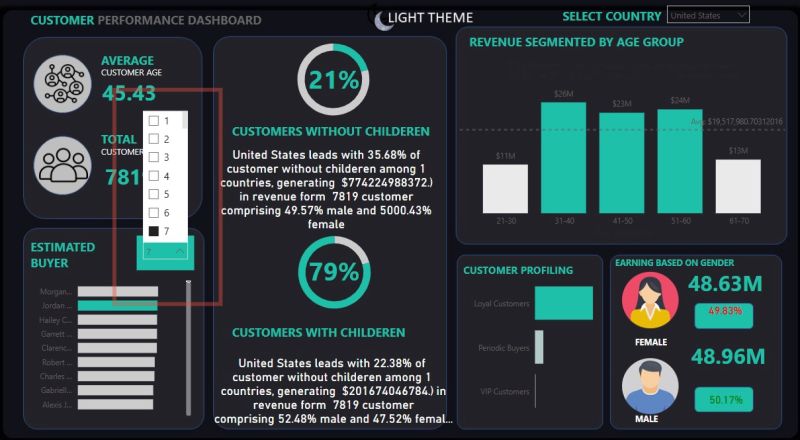 CUSTOMER PERFORMANCE DASHBOARD
LIGHT THEME
SELECT COUNTRY
United States
AVERAGE
CUSTOMER AGE
45.43
TOTAL
CUSTOMER
781
1
2
3
4
5
6
7
7
ESTIMATED
BUYER
Morgan...
Jordan ...
Hailey C...
Garrett ...
Clarenc...
Robert ...
Charles ...
Gabriell...
Alexis J...
21%
CUSTOMERS WITHOUT CHILDEREN
United States leads with 35.68% of
customer without childeren among 1
countries, generating $774224988372.)
in revenue form 7819 customer
comprising 49.57% male and 5000.43%
female
79%
CUSTOMERS WITH CHILDEREN
United States leads with 22.38% of
customer without childeren among 1
countries, generating $201674046784.) in
revenue form 7819 customer
comprising 52.48% male and 47.52% femal...
REVENUE SEGMENTED BY AGE GROUP
$11M
$26M
$23M
$24M
$13M
Avg: $19,517,980.70312016
21-30
31-40
41-50
51-60
61-70
CUSTOMER PROFILING
Loyal Customers
Periodic Buyers
VIP Customers
EARNING BASED ON GENDER
48.63M
49.83%
FEMALE
48.96M
50.17%
MALE